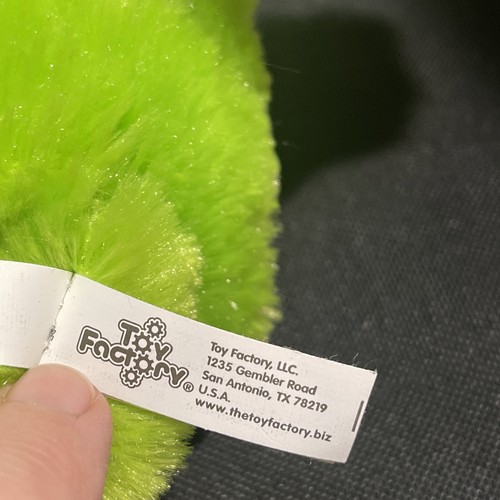 Toy
Factory®
Toy Factory, LLC.
1235 Gembler Road
San Antonio, TX 78219
U.S.A.
www.thetoyfactory.biz